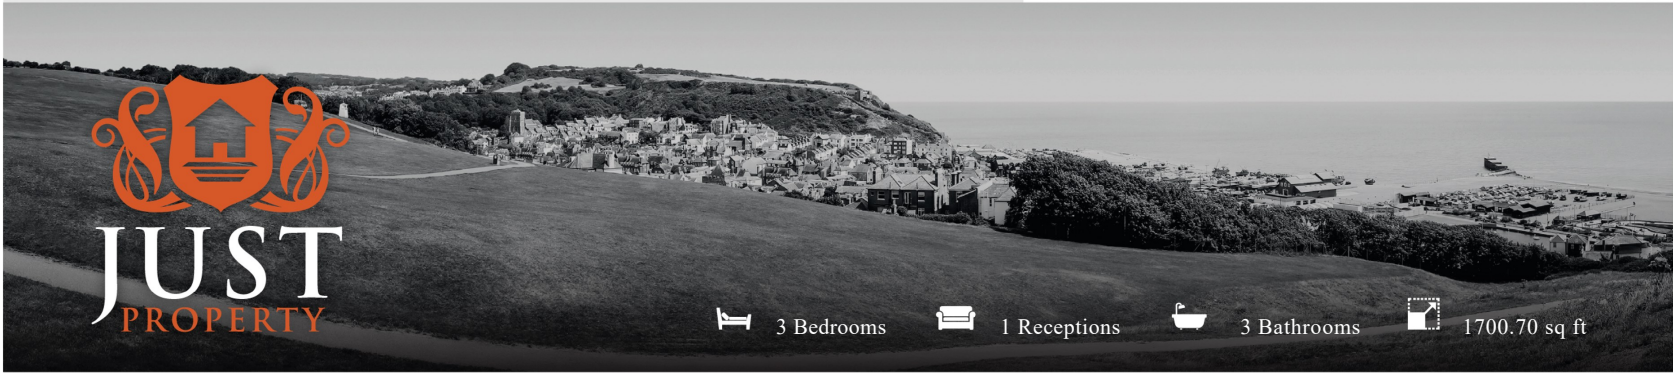 JUST
PROPERTY
3 Bedrooms
1 Receptions
3 Bathrooms
1700.70 sq ft